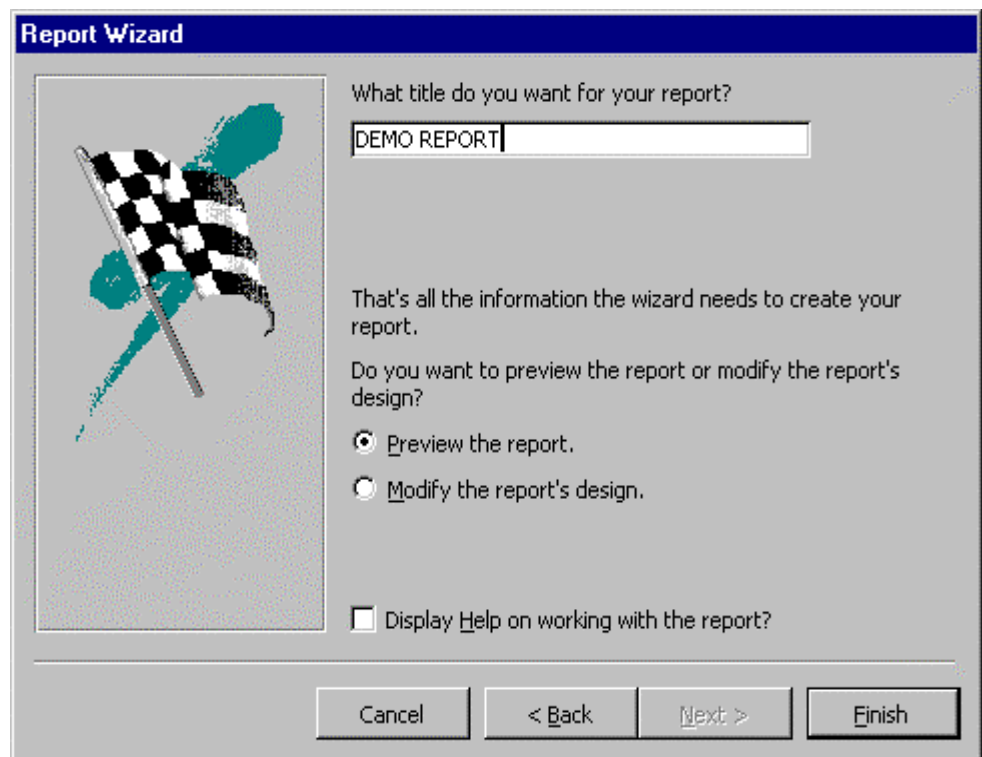 Report Wizard
What title do you want for your report?
DEMO REPORT
That's all the information the wizard needs to create your
report.
Do you want to preview the report or modify the report's
design?
Preview the report.
Modify the report's design.
Display Help on working with the report?
Cancel
< Back
Next >
Finish